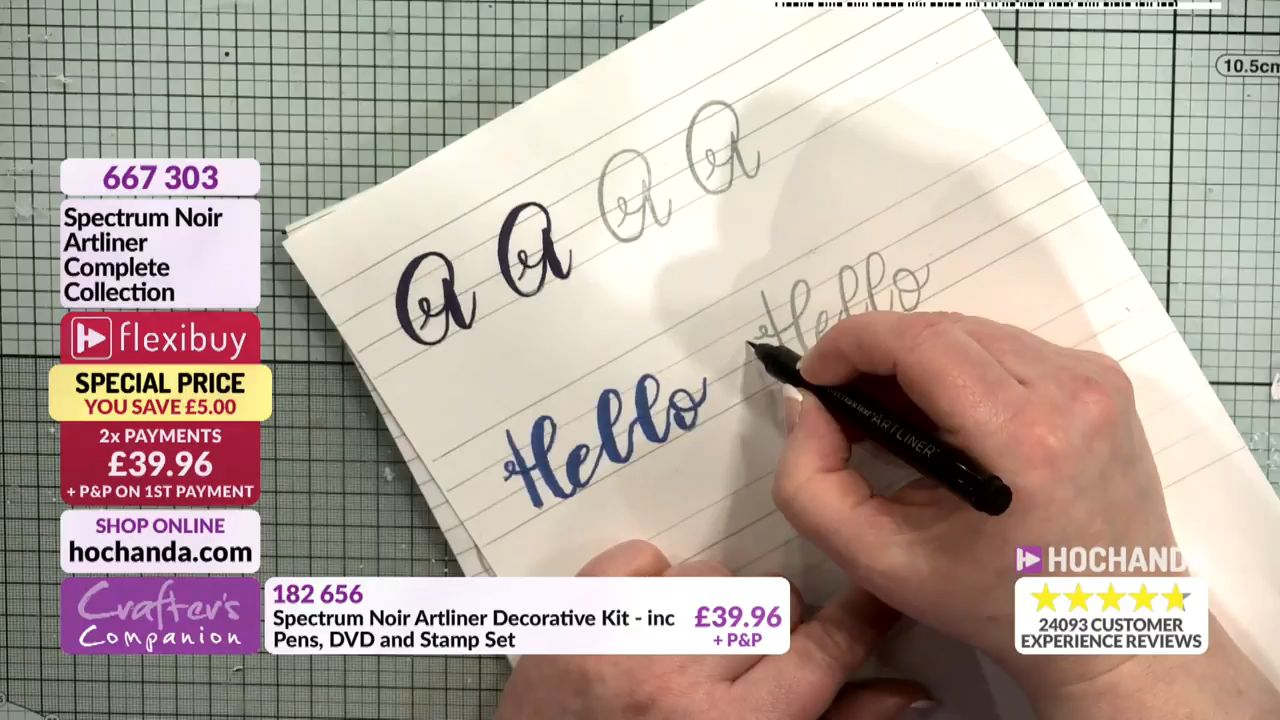 10.5cm
667 303
Spectrum Noir
Artliner
Complete
Collection
flexibuy
SPECIAL PRICE
YOU SAVE £5.00
2x PAYMENTS
£39.96
+ P&P ON 1ST PAYMENT
SHOP ONLINE
hochanda.com
Crafter's
Companion
182 656
Spectrum Noir Artliner Decorative Kit - inc
Pens, DVD and Stamp Set
£39.96
+ P&P
a a a a
Hello Hello
ARTLINER
HOCHANDA
24093 CUSTOMER
EXPERIENCE REVIEWS